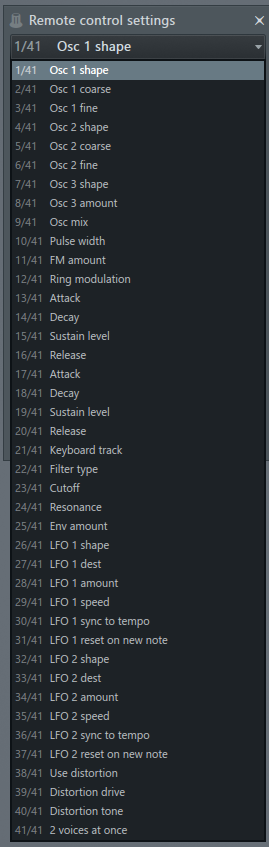 Remote control settings
1/41 Osc 1 shape
1/41 Osc 1 shape
2/41 Osc 1 coarse
3/41 Osc 1 fine
4/41 Osc 2 shape
5/41 Osc 2 coarse
6/41 Osc 2 fine
7/41 Osc 3 shape
8/41 Osc 3 amount
9/41 Osc mix
10/41 Pulse width
11/41 FM amount
12/41 Ring modulation
13/41 Attack
14/41 Decay
15/41 Sustain level
16/41 Release
17/41 Attack
18/41 Decay
19/41 Sustain level
20/41 Release
21/41 Keyboard track
22/41 Filter type
23/41 Cutoff
24/41 Resonance
25/41 Env amount
26/41 LFO 1 shape
27/41 LFO 1 dest
28/41 LFO 1 amount
29/41 LFO 1 speed
30/41 LFO 1 sync to tempo
31/41 LFO 1 reset on new note
32/41 LFO 2 shape
33/41 LFO 2 dest
34/41 LFO 2 amount
35/41 LFO 2 speed
36/41 LFO 2 sync to tempo
37/41 LFO 2 reset on new note
38/41 Use distortion
39/41 Distortion drive
40/41 Distortion tone
41/41 2 voices at once